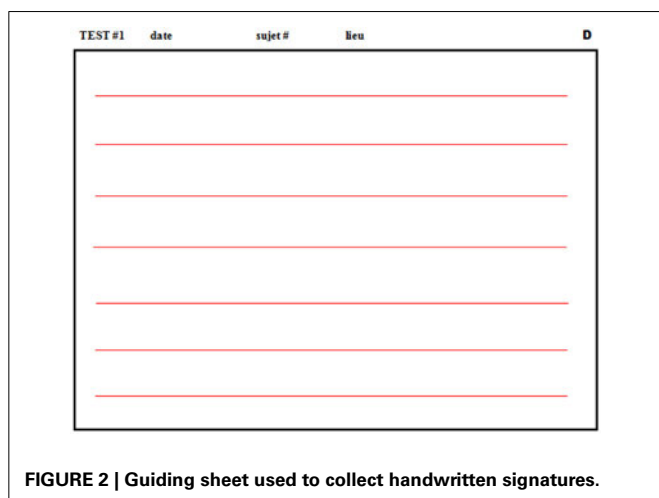 TEST #1 date sujet # lieu D
FIGURE 2 | Guiding sheet used to collect handwritten signatures.